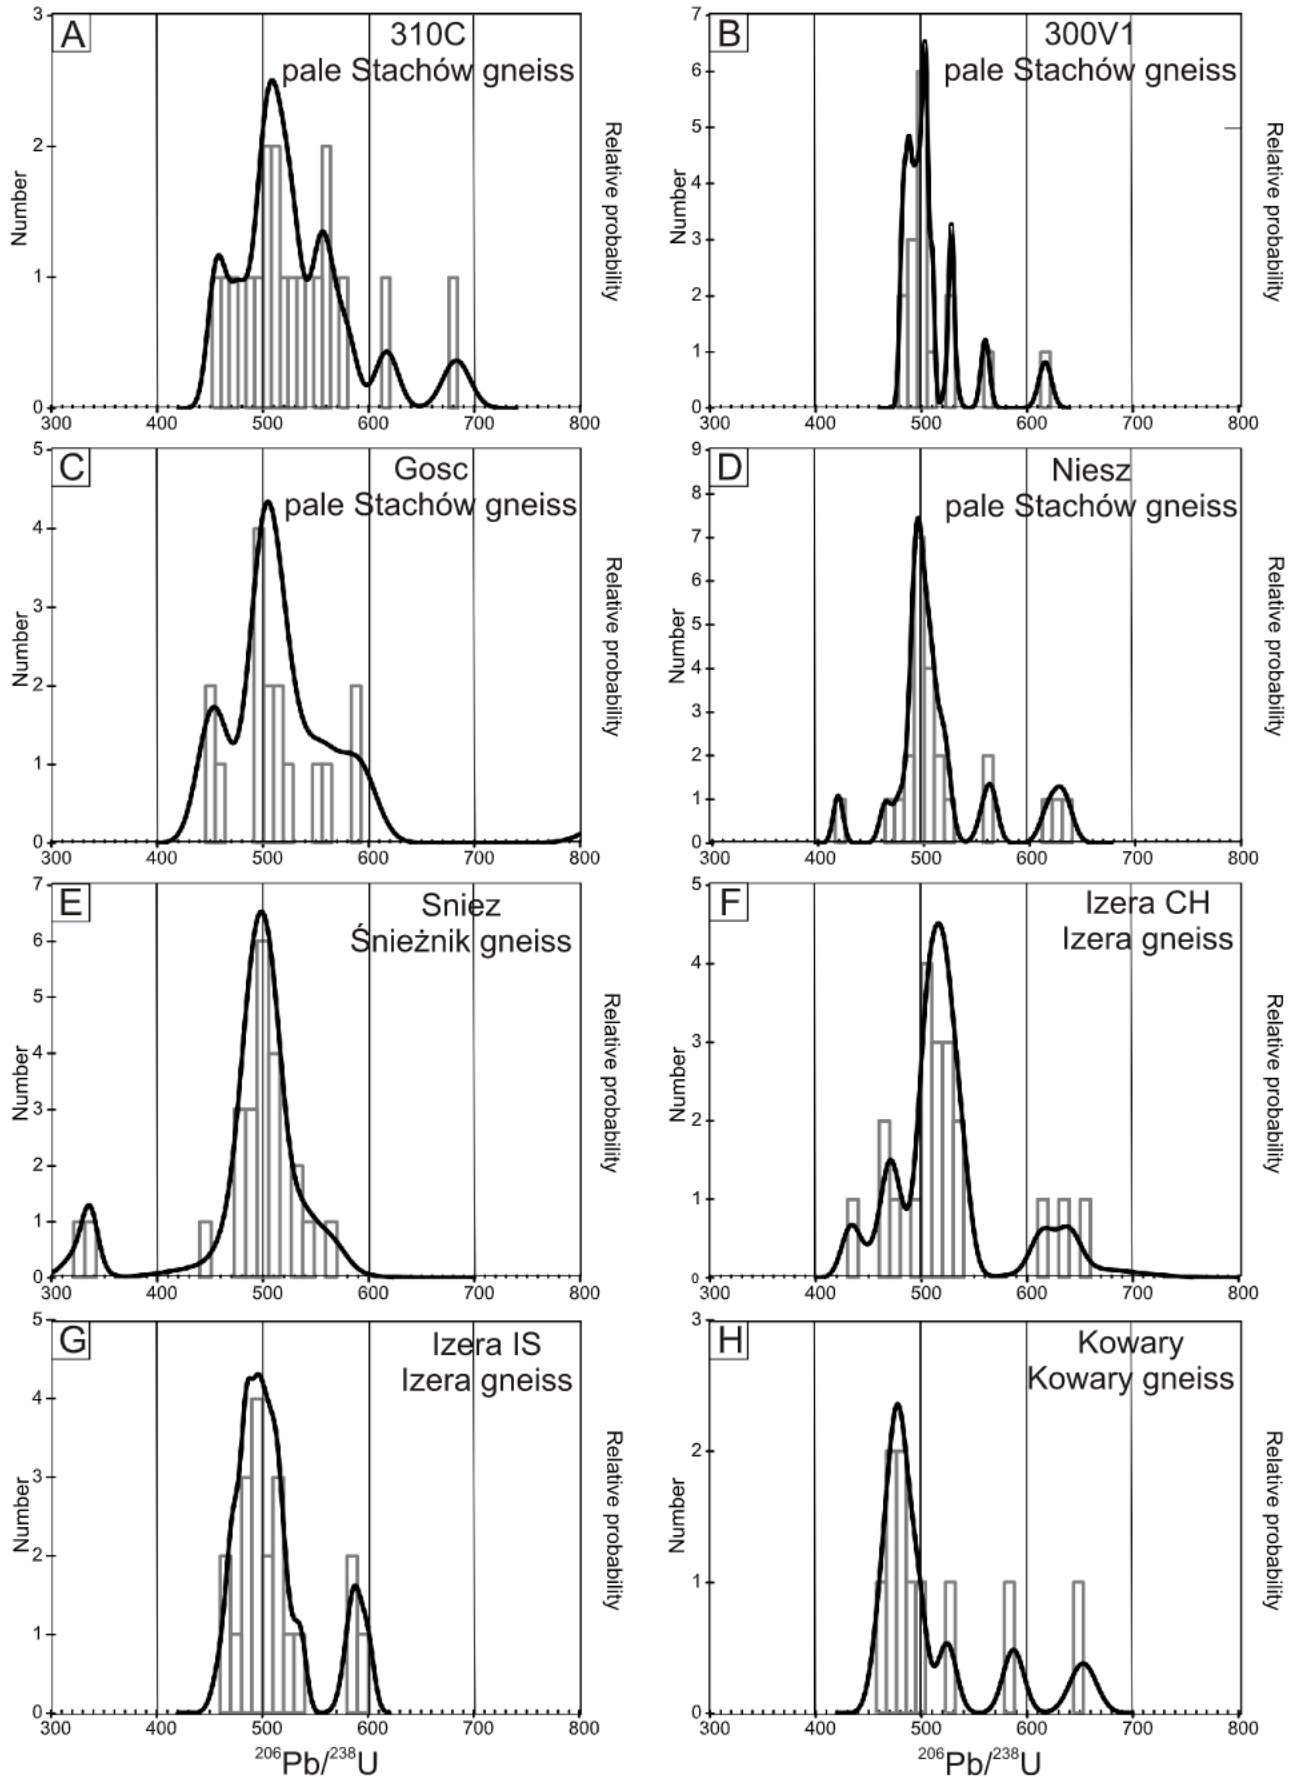 A
310C
pale Stachów gneiss
3
2
1
0
Number
Relative probability
300
400
500
600
700
800
B
300V1
pale Stachów gneiss
7
6
5
4
3
2
1
0
Number
Relative probability
300
400
500
600
700
800
C
Gosc
pale Stachów gneiss
5
4
3
2
1
0
Number
Relative probability
300
400
500
600
700
800
D
Niesz
pale Stachów gneiss
9
8
7
6
5
4
3
2
1
0
Number
Relative probability
300
400
500
600
700
800
E
Sniez
Śnieżnik gneiss
7
6
5
4
3
2
1
0
Number
Relative probability
300
400
500
600
700
800
F
Izera CH
Izera gneiss
5
4
3
2
1
0
Number
Relative probability
300
400
500
600
700
800
G
Izera IS
Izera gneiss
5
4
3
2
1
0
Number
Relative probability
300
400
500
600
700
800
²⁰⁶Pb/²³⁸U
H
Kowary
Kowary gneiss
3
2
1
0
Number
Relative probability
300
400
500
600
700
800
²⁰⁶Pb/²³⁸U